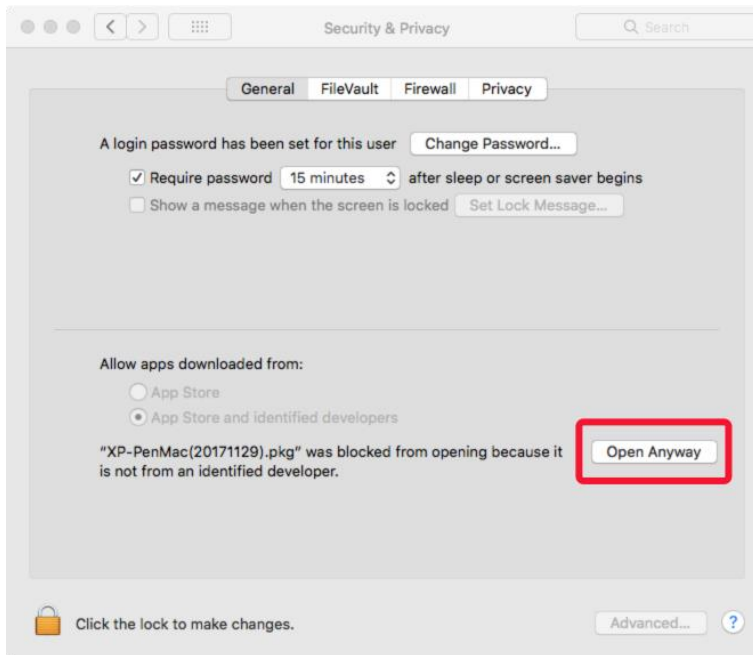 Security & Privacy
Search
General FileVault Firewall Privacy
A login password has been set for this user Change Password...
Require password 15 minutes after sleep or screen saver begins
Show a message when the screen is locked Set Lock Message...
Allow apps downloaded from:
App Store
App Store and identified developers
"XP-PenMac(20171129).pkg" was blocked from opening because it Open Anyway
is not from an identified developer.
Click the lock to make changes.
Advanced... ?